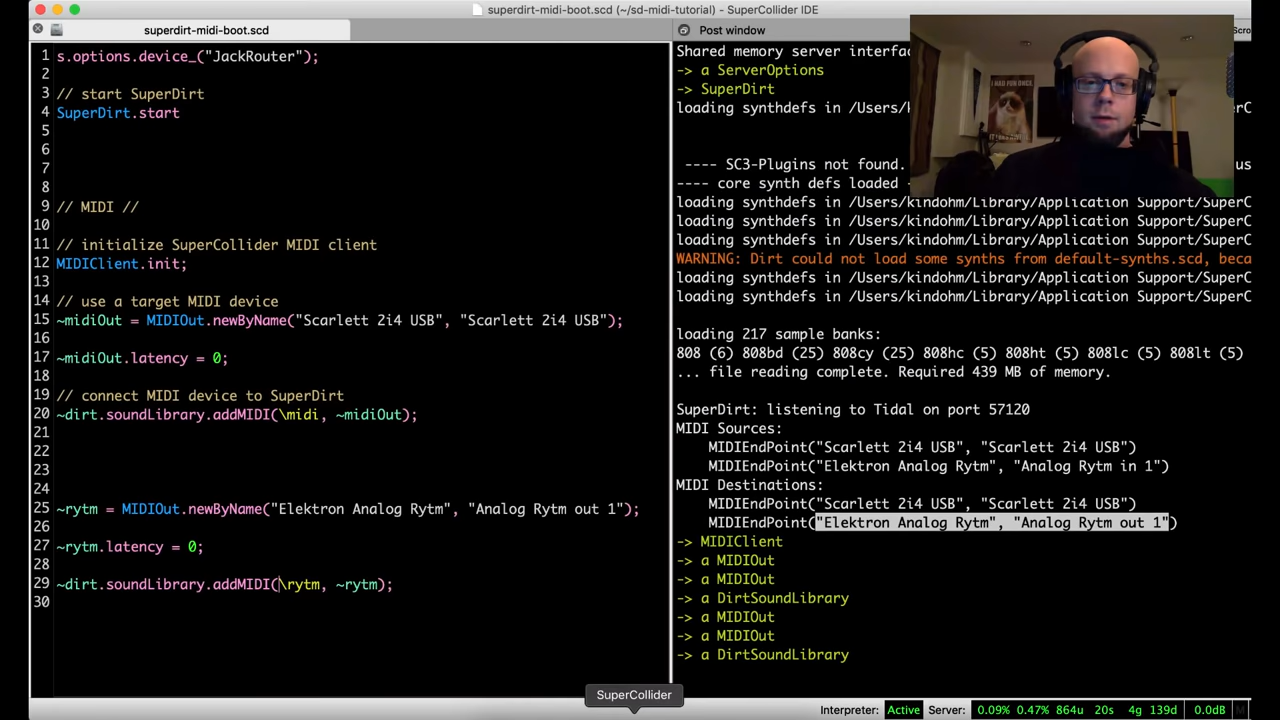 superdirt-midi-boot.scd (~/sd-midi-tutorial) - SuperCollider IDE
superdirt-midi-boot.scd
1 s.options.device_("JackRouter");
2
3 // start SuperDirt
4 SuperDirt.start
5
6
7
8
9 // MIDI //
10
11 // initialize SuperCollider MIDI client
12 MIDIClient.init;
13
14 // use a target MIDI device
15 ~midiOut = MIDIOut.newByName("Scarlett 2i4 USB", "Scarlett 2i4 USB");
16
17 ~midiOut.latency = 0;
18
19 // connect MIDI device to SuperDirt
20 ~dirt.soundLibrary.addMIDI(\midi, ~midiOut);
21
22
23
24
25 ~rytm = MIDIOut.newByName("Elektron Analog Rytm", "Analog Rytm out 1");
26
27 ~rytm.latency = 0;
28
29 ~dirt.soundLibrary.addMIDI(\rytm, ~rytm);
30
Post window
Scro
Shared memory server interfac
-> a ServerOptions
-> SuperDirt
loading synthdefs in /Users/k
erC
---- SC3-Plugins not found.
us
---- core synth defs loaded
loading synthdefs in /Users/kindohm/Library/Application Support/SuperC
loading synthdefs in /Users/kindohm/Library/Application Support/SuperC
loading synthdefs in /Users/kindohm/Library/Application Support/SuperC
WARNING: Dirt could not load some synths from default-synths.scd, beca
loading synthdefs in /Users/kindohm/Library/Application Support/SuperC
loading synthdefs in /Users/kindohm/Library/Application Support/SuperC
loading 217 sample banks:
808 (6) 808bd (25) 808cy (25) 808hc (5) 808ht (5) 808lc (5) 808lt (5)
... file reading complete. Required 439 MB of memory.
SuperDirt: listening to Tidal on port 57120
MIDI Sources:
MIDIEndPoint("Scarlett 2i4 USB", "Scarlett 2i4 USB")
MIDIEndPoint("Elektron Analog Rytm", "Analog Rytm in 1")
MIDI Destinations:
MIDIEndPoint("Scarlett 2i4 USB", "Scarlett 2i4 USB")
MIDIEndPoint("Elektron Analog Rytm", "Analog Rytm out 1")
-> MIDIClient
-> a MIDIOut
-> a MIDIOut
-> a DirtSoundLibrary
-> a MIDIOut
-> a MIDIOut
-> a DirtSoundLibrary
SuperCollider
Interpreter: Active Server: 0.09% 0.47% 864u 20s 4g 139d 0.0dB M